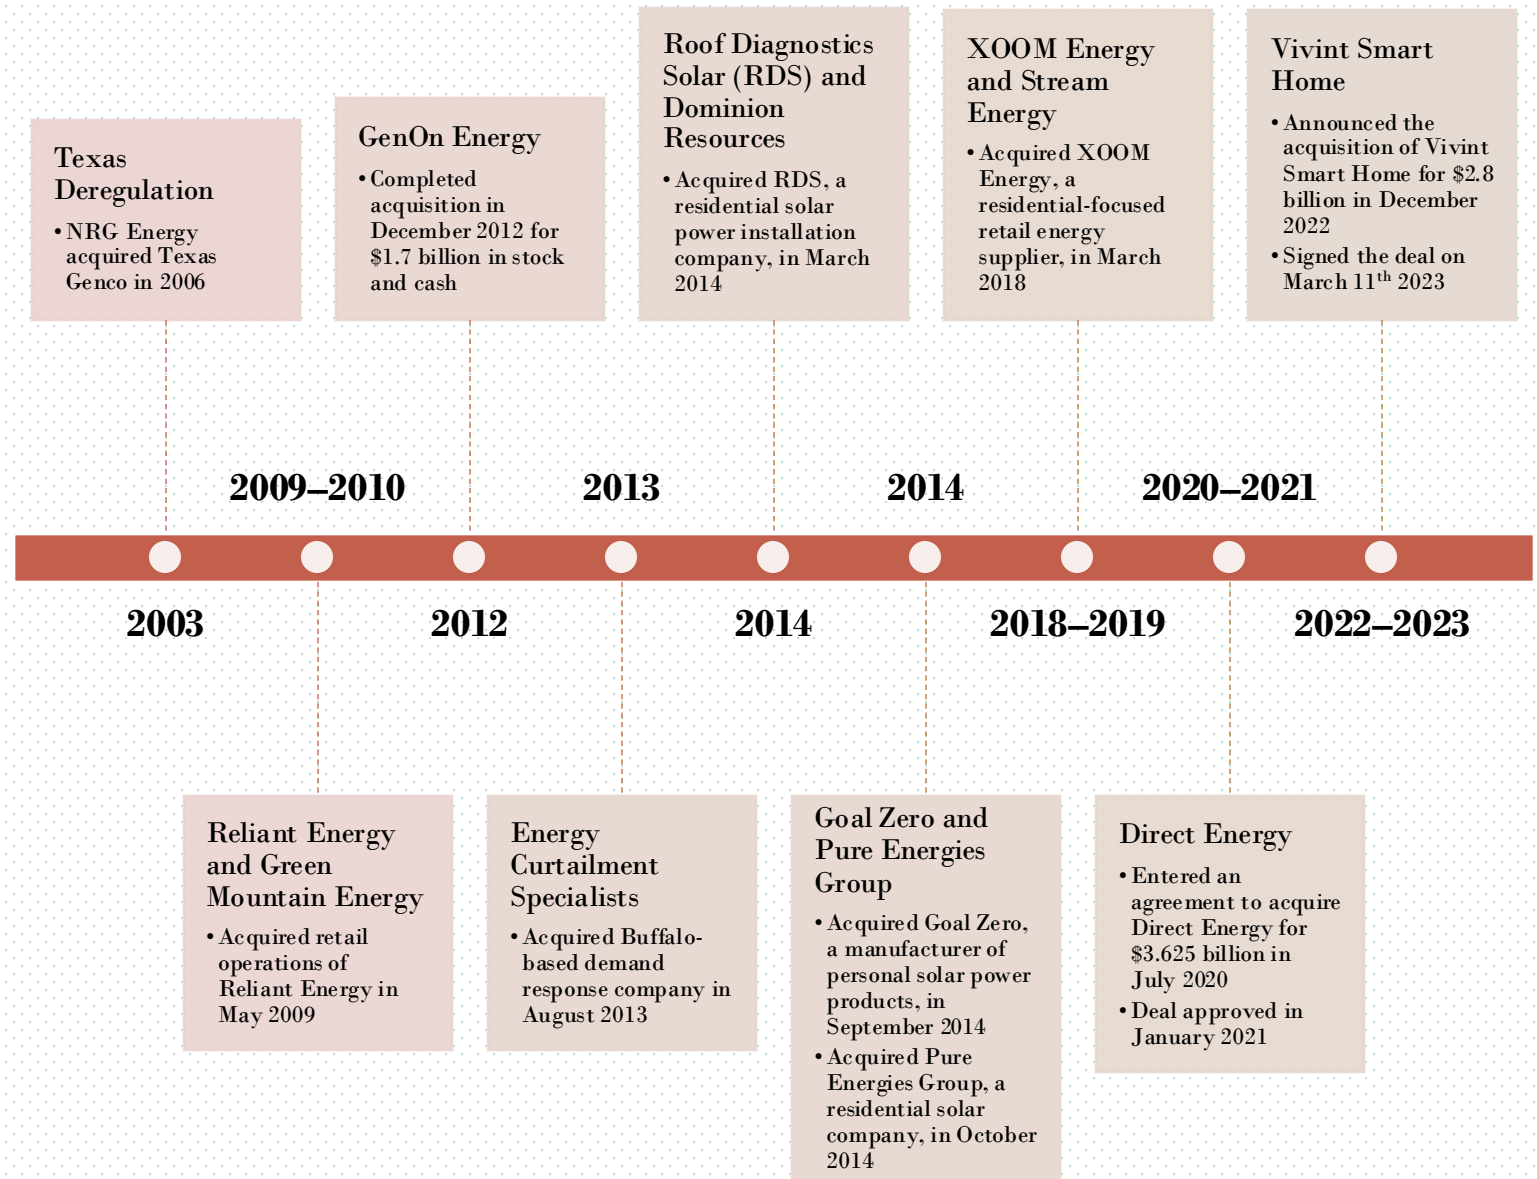 Texas
Deregulation
• NRG Energy
acquired Texas
Genco in 2006
GenOn Energy
• Completed
acquisition in
December 2012 for
$1.7 billion in stock
and cash
Roof Diagnostics
Solar (RDS) and
Dominion
Resources
• Acquired RDS, a
residential solar
power installation
company, in March
2014
XOOM Energy
and Stream
Energy
• Acquired XOOM
Energy, a
residential-focused
retail energy
supplier, in March
2018
Vivint Smart
Home
• Announced the
acquisition of Vivint
Smart Home for $2.8
billion in December
2022
• Signed the deal on
March 11th 2023
2009–2010
2013
2014
2020–2021
2003
2012
2014
2018–2019
2022–2023
Reliant Energy
and Green
Mountain Energy
• Acquired retail
operations of
Reliant Energy in
May 2009
Energy
Curtailment
Specialists
• Acquired Buffalo-
based demand
response company in
August 2013
Goal Zero and
Pure Energies
Group
• Acquired Goal Zero,
a manufacturer of
personal solar power
products, in
September 2014
• Acquired Pure
Energies Group, a
residential solar
company, in October
2014
Direct Energy
• Entered an
agreement to acquire
Direct Energy for
$3.625 billion in
July 2020
• Deal approved in
January 2021